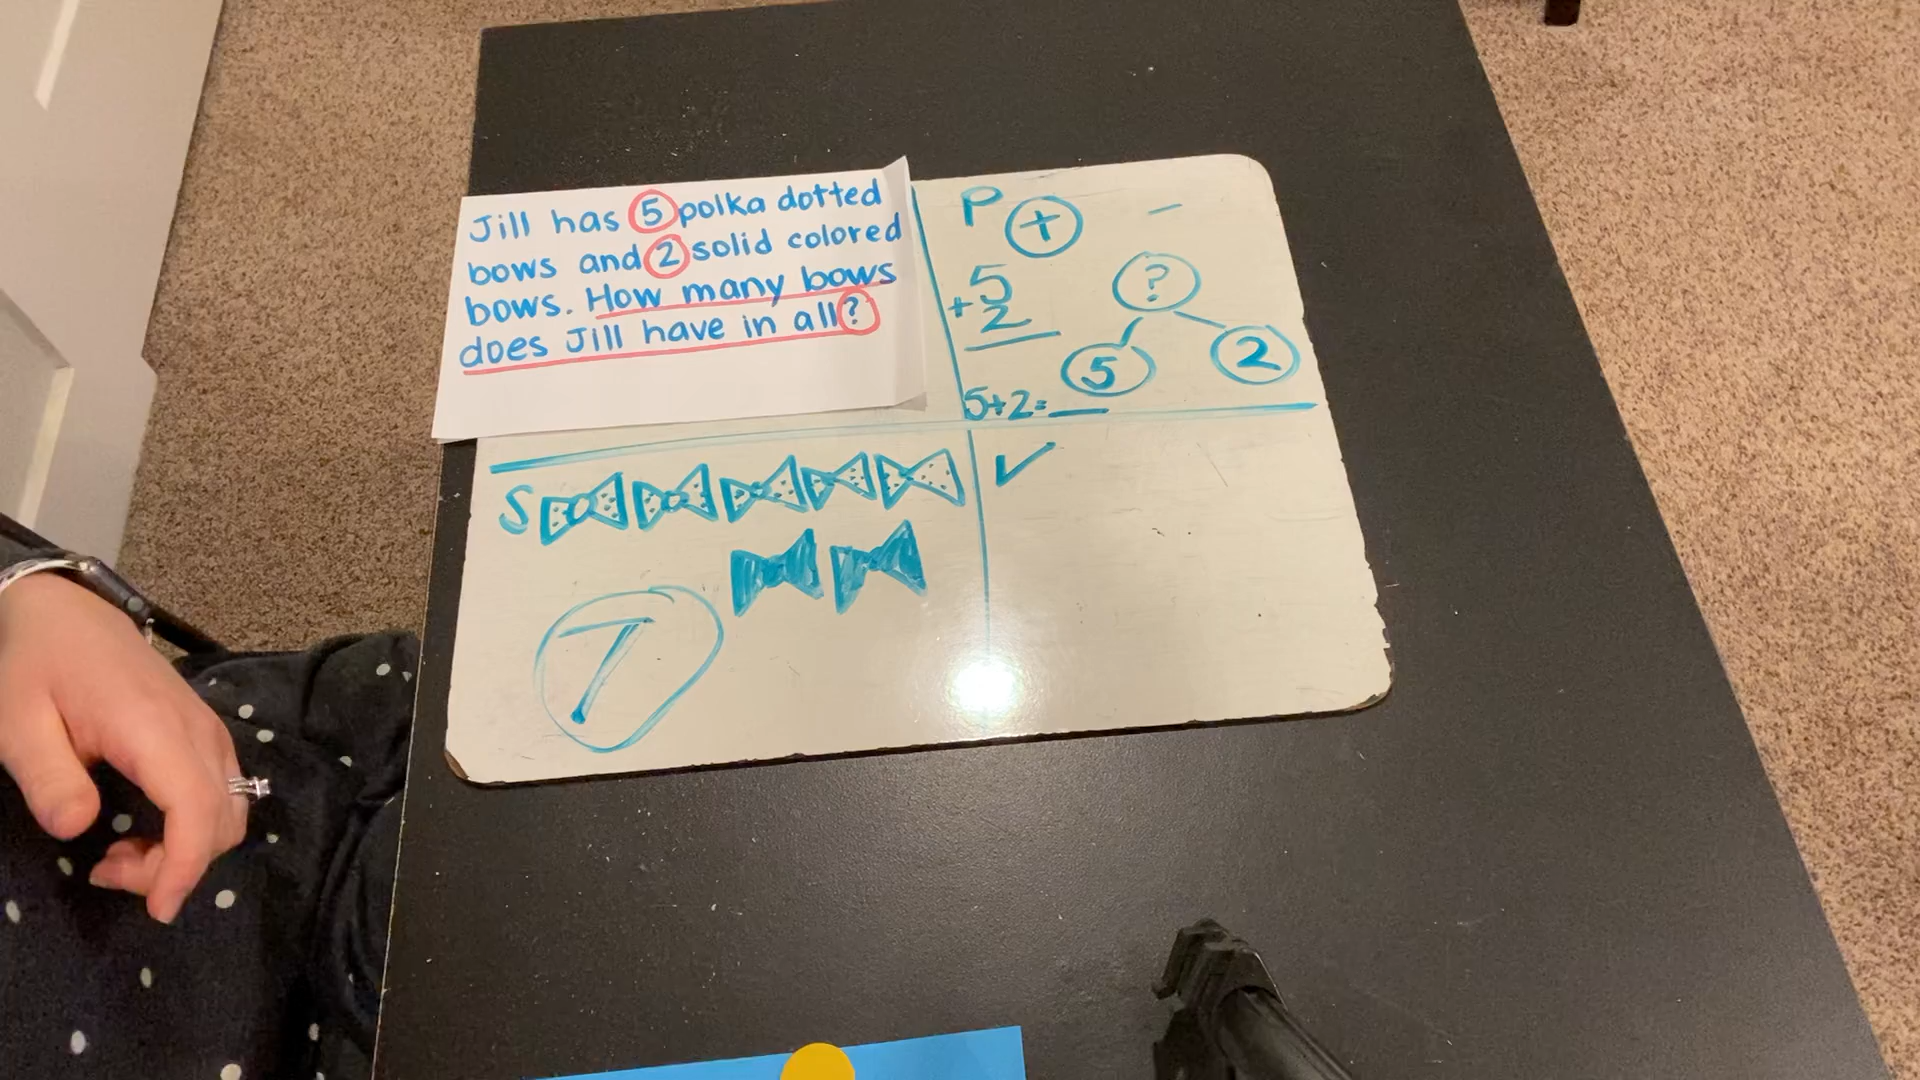 Jill has 5 polka dotted
bows and 2 solid colored
bows. How many bows
does Jill have in all?
P + -
5
+ 2
?
5 2
5+2=__
S
7
✓